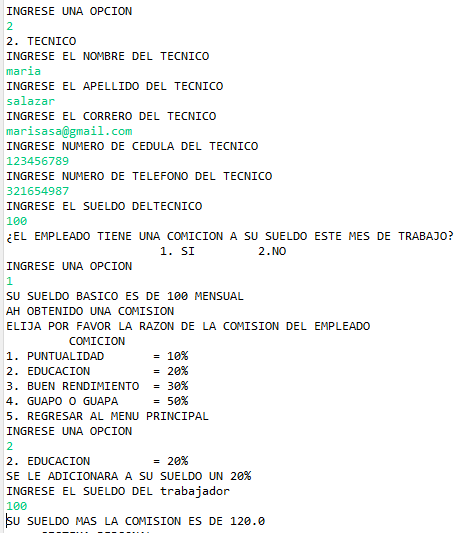 INGRESE UNA OPCION
2
2. TECNICO
INGRESE EL NOMBRE DEL TECNICO
maria
INGRESE EL APELLIDO DEL TECNICO
salazar
INGRESE EL CORRERO DEL TECNICO
marisasa@gmail.com
INGRESE NUMERO DE CEDULA DEL TECNICO
123456789
INGRESE NUMERO DE TELEFONO DEL TECNICO
321654987
INGRESE EL SUELDO DELTECNICO
100
¿EL EMPLEADO TIENE UNA COMICION A SU SUELDO ESTE MES DE TRABAJO?
1. SI 2.NO
INGRESE UNA OPCION
1
SU SUELDO BASICO ES DE 100 MENSUAL
AH OBTENIDO UNA COMISION
ELIJA POR FAVOR LA RAZON DE LA COMISION DEL EMPLEADO
COMICION
1. PUNTUALIDAD = 10%
2. EDUCACION = 20%
3. BUEN RENDIMIENTO = 30%
4. GUAPO O GUAPA = 50%
5. REGRESAR AL MENU PRINCIPAL
INGRESE UNA OPCION
2
2. EDUCACION = 20%
SE LE ADICIONARA A SU SUELDO UN 20%
INGRESE EL SUELDO DEL trabajador
100
SU SUELDO MAS LA COMISION ES DE 120.0